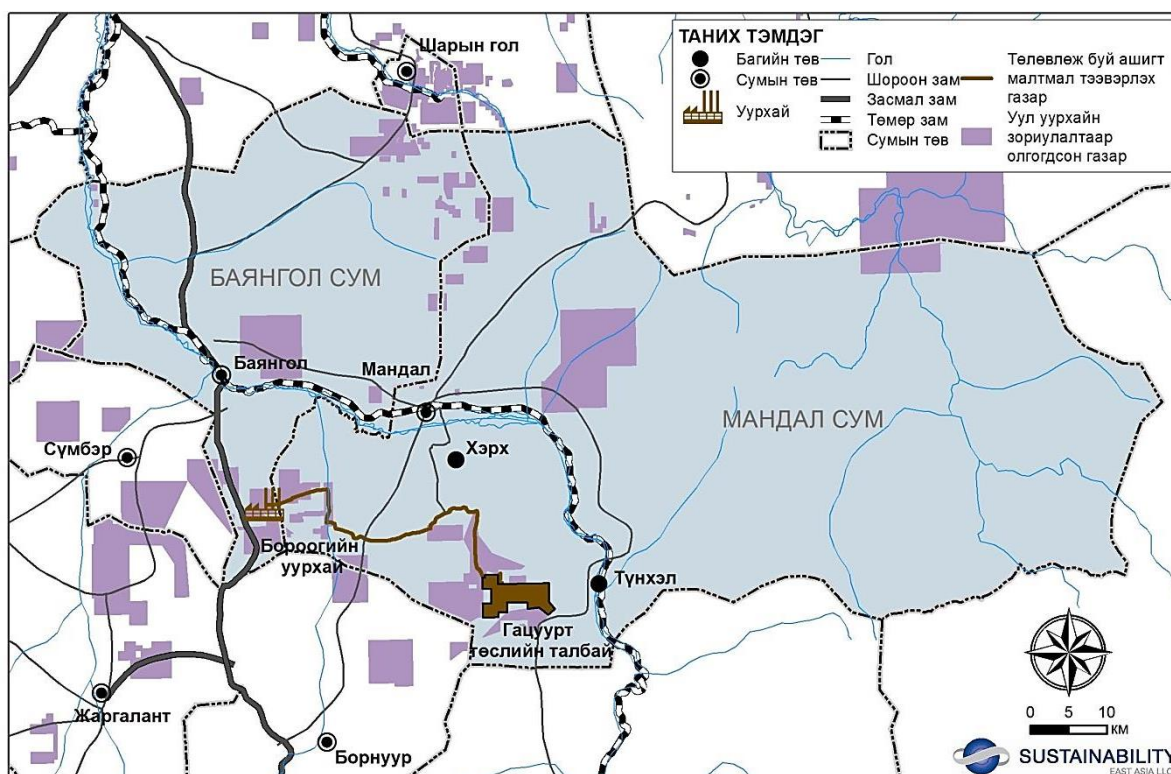 ТАНИХ ТЭМДЭГ
Багийн төв
Сумын төв
Уурхай
Гол
Шороон зам
Засмал зам
Төмөр зам
Сумын төв
Төлөвлөж буй ашигт
малтмал тээвэрлэх
газар
Уул уурхайн
зориулалтаар
олгогдсон газар
Шарын гол
БАЯНГОЛ СУМ
Баянгол
Мандал
МАНДАЛ СУМ
Сүмбэр
Хэрх
Бороогийн
уурхай
Түнхэл
Гацуурт
төслийн талбай
Жаргалант
Борнуур
0 5 10
КМ
SUSTAINABILITY
EAST ASIA LLC